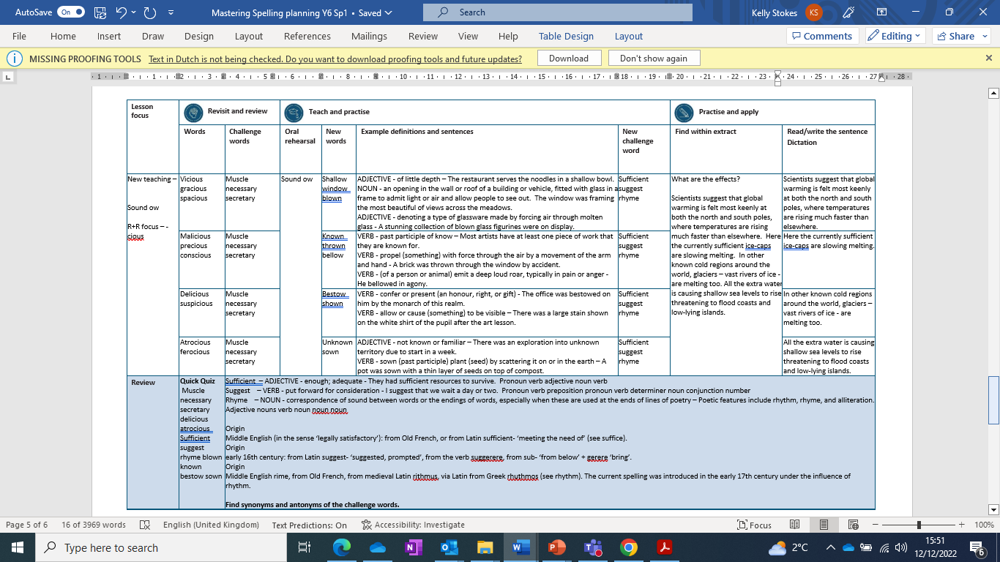 AutoSave On
Mastering Spelling planning Y6 Sp1 • Saved
Search
Kelly Stokes KS
File Home Insert Draw Design Layout References Mailings Review View Help Table Design Layout Comments Editing Share
MISSING PROOFING TOOLS Text in Dutch is not being checked. Do you want to download proofing tools and future updates? Download Don't show again
1 1 2 3 4 5 6 7 8 9 10 11 12 13 14 15 16 17 18 19 20 21 22 23 24 25 26 27 28
Lesson
focus
Revisit and review
Teach and practise
Practise and apply
Words
Challenge
words
Oral
rehearsal
New
words
Example definitions and sentences
New
challenge
word
Find within extract
Read/write the sentence
Dictation
New teaching –
Sound ow
R+R focus – -
cious
Vicious
gracious
spacious
Muscle
necessary
secretary
Sound ow
Shallow
window
blown
ADJECTIVE - of little depth – The restaurant serves the noodles in a shallow bowl.
NOUN - an opening in the wall or roof of a building or vehicle, fitted with glass in a
frame to admit light or air and allow people to see out.  The window was framing
the most beautiful of views across the meadows.
ADJECTIVE - denoting a type of glassware made by forcing air through molten
glass - A stunning collection of blown glass figurines were on display.
Sufficient
suggest
rhyme
What are the effects?
Scientists suggest that global
warming is felt most keenly at
both the north and south poles,
where temperatures are rising
much faster than elsewhere.  Here
the currently sufficient ice-caps
are slowing melting.  In other
known cold regions around the
world, glaciers – vast rivers of ice -
are melting too. All the extra water
is causing shallow sea levels to rise
threatening to flood coasts and
low-lying islands.
Scientists suggest that global
warming is felt most keenly
at both the north and south
poles, where temperatures
are rising much faster than
elsewhere.
Malicious
precious
conscious
Muscle
necessary
secretary
Known
thrown
bellow
VERB - past participle of know – Most artists have at least one piece of work that
they are known for.
VERB - propel (something) with force through the air by a movement of the arm
and hand - A brick was thrown through the window by accident.
VERB - (of a person or animal) emit a deep loud roar, typically in pain or anger -
He bellowed in agony.
Sufficient
suggest
rhyme
Here the currently sufficient
ice-caps are slowing melting.
Delicious
suspicious
Muscle
necessary
secretary
Bestow
shown
VERB - confer or present (an honour, right, or gift) - The office was bestowed on
him by the monarch of this realm.
VERB - allow or cause (something) to be visible – There was a large stain shown
on the white shirt of the pupil after the art lesson.
Sufficient
suggest
rhyme
In other known cold regions
around the world, glaciers –
vast rivers of ice - are
melting too.
Atrocious
ferocious
Muscle
necessary
secretary
Unknown
sown
ADJECTIVE - not known or familiar – There was an exploration into unknown
territory due to start in a week.
VERB - sown (past participle) plant (seed) by scattering it on or in the earth – A
pot was sown with a thin layer of seeds on top of compost.
Sufficient
suggest
rhyme
All the extra water is causing
shallow sea levels to rise
threatening to flood coasts
and low-lying islands.
Review
Quick Quiz
Muscle
necessary
secretary
delicious
atrocious
Sufficient
suggest
rhyme blown
known
bestow sown
Sufficient – ADJECTIVE - enough; adequate - They had sufficient resources to survive.  Pronoun verb adjective noun verb
Suggest – VERB - put forward for consideration - I suggest that we wait a day or two.  Pronoun verb preposition pronoun verb determiner noun conjunction number
Rhyme – NOUN - correspondence of sound between words or the endings of words, especially when these are used at the ends of lines of poetry – Poetic features include rhythm, rhyme, and alliteration.
Adjective nouns verb noun noun noun
Origin
Middle English (in the sense ‘legally satisfactory’): from Old French, or from Latin sufficient- ‘meeting the need of’ (see suffice).
Origin
early 16th century: from Latin suggest- ‘suggested, prompted’, from the verb suggerere, from sub- ‘from below’ + gerere ‘bring’.
Origin
Middle English rime, from Old French, from medieval Latin rithmus, via Latin from Greek rhuthmos (see rhythm). The current spelling was introduced in the early 17th century under the influence of
rhythm.
Find synonyms and antonyms of the challenge words.
Page 5 of 6 16 of 3969 words English (United Kingdom) Text Predictions: On Accessibility: Investigate Focus 100%
Type here to search
2°C
15:51
12/12/2022
6